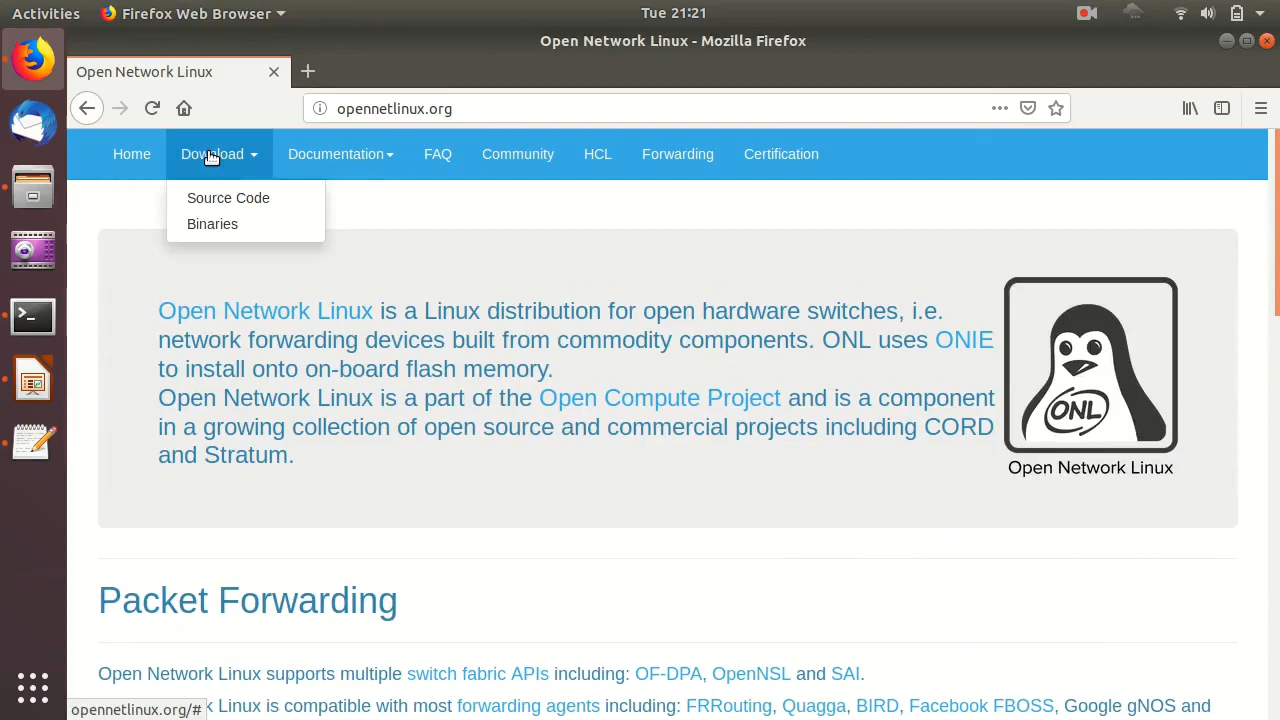 Activities
Firefox Web Browser
Tue 21:21
Open Network Linux - Mozilla Firefox
Open Network Linux
opennetlinux.org
Home
Download
Documentation
FAQ
Community
HCL
Forwarding
Certification
Source Code
Binaries
Open Network Linux is a Linux distribution for open hardware switches, i.e.
network forwarding devices built from commodity components. ONL uses ONIE
to install onto on-board flash memory.
Open Network Linux is a part of the Open Compute Project and is a component
in a growing collection of open source and commercial projects including CORD
and Stratum.
ONL
Open Network Linux
Packet Forwarding
Open Network Linux supports multiple switch fabric APIs including: OF-DPA, OpenNSL and SAI.
k Linux is compatible with most forwarding agents including: FRRouting, Quagga, BIRD, Facebook FBOSS, Google gNOS and
opennetlinux.org/#